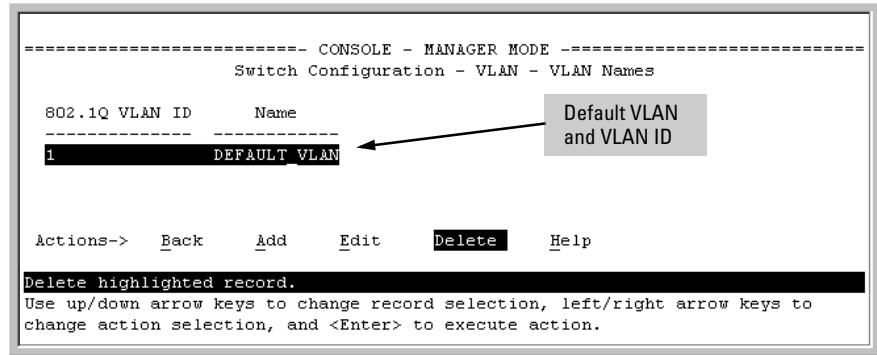 ==========================- CONSOLE - MANAGER MODE -============================
Switch Configuration - VLAN - VLAN Names
802.1Q VLAN ID Name
-------------- ------------
1 DEFAULT_VLAN
Default VLAN
and VLAN ID
Actions-> Back Add Edit Delete Help
Delete highlighted record.
Use up/down arrow keys to change record selection, left/right arrow keys to
change action selection, and <Enter> to execute action.